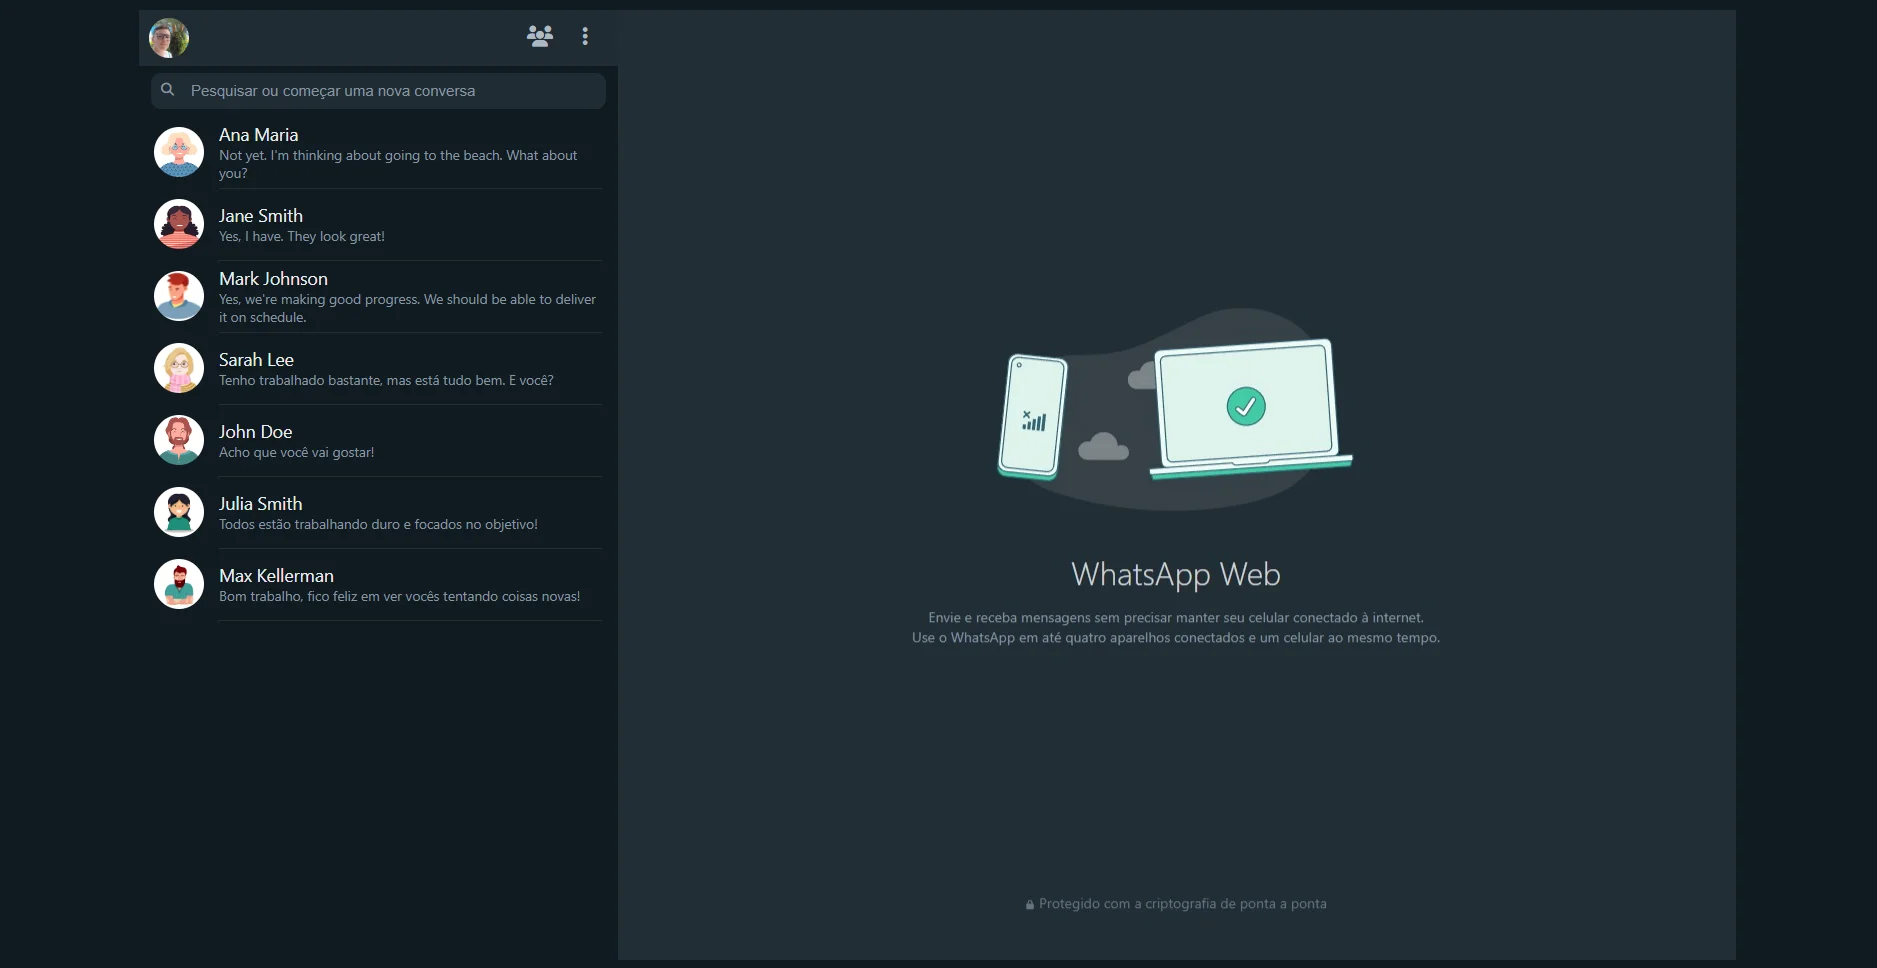 Pesquisar ou começar uma nova conversa
Ana Maria
Not yet. I'm thinking about going to the beach. What about
you?
Jane Smith
Yes, I have. They look great!
Mark Johnson
Yes, we're making good progress. We should be able to deliver
it on schedule.
Sarah Lee
Tenho trabalhado bastante, mas está tudo bem. E você?
John Doe
Acho que você vai gostar!
Julia Smith
Todos estão trabalhando duro e focados no objetivo!
Max Kellerman
Bom trabalho, fico feliz em ver vocês tentando coisas novas!
WhatsApp Web
Envie e receba mensagens sem precisar manter seu celular conectado à internet.
Use o WhatsApp em até quatro aparelhos conectados e um celular ao mesmo tempo.
Protegido com a criptografia de ponta a ponta